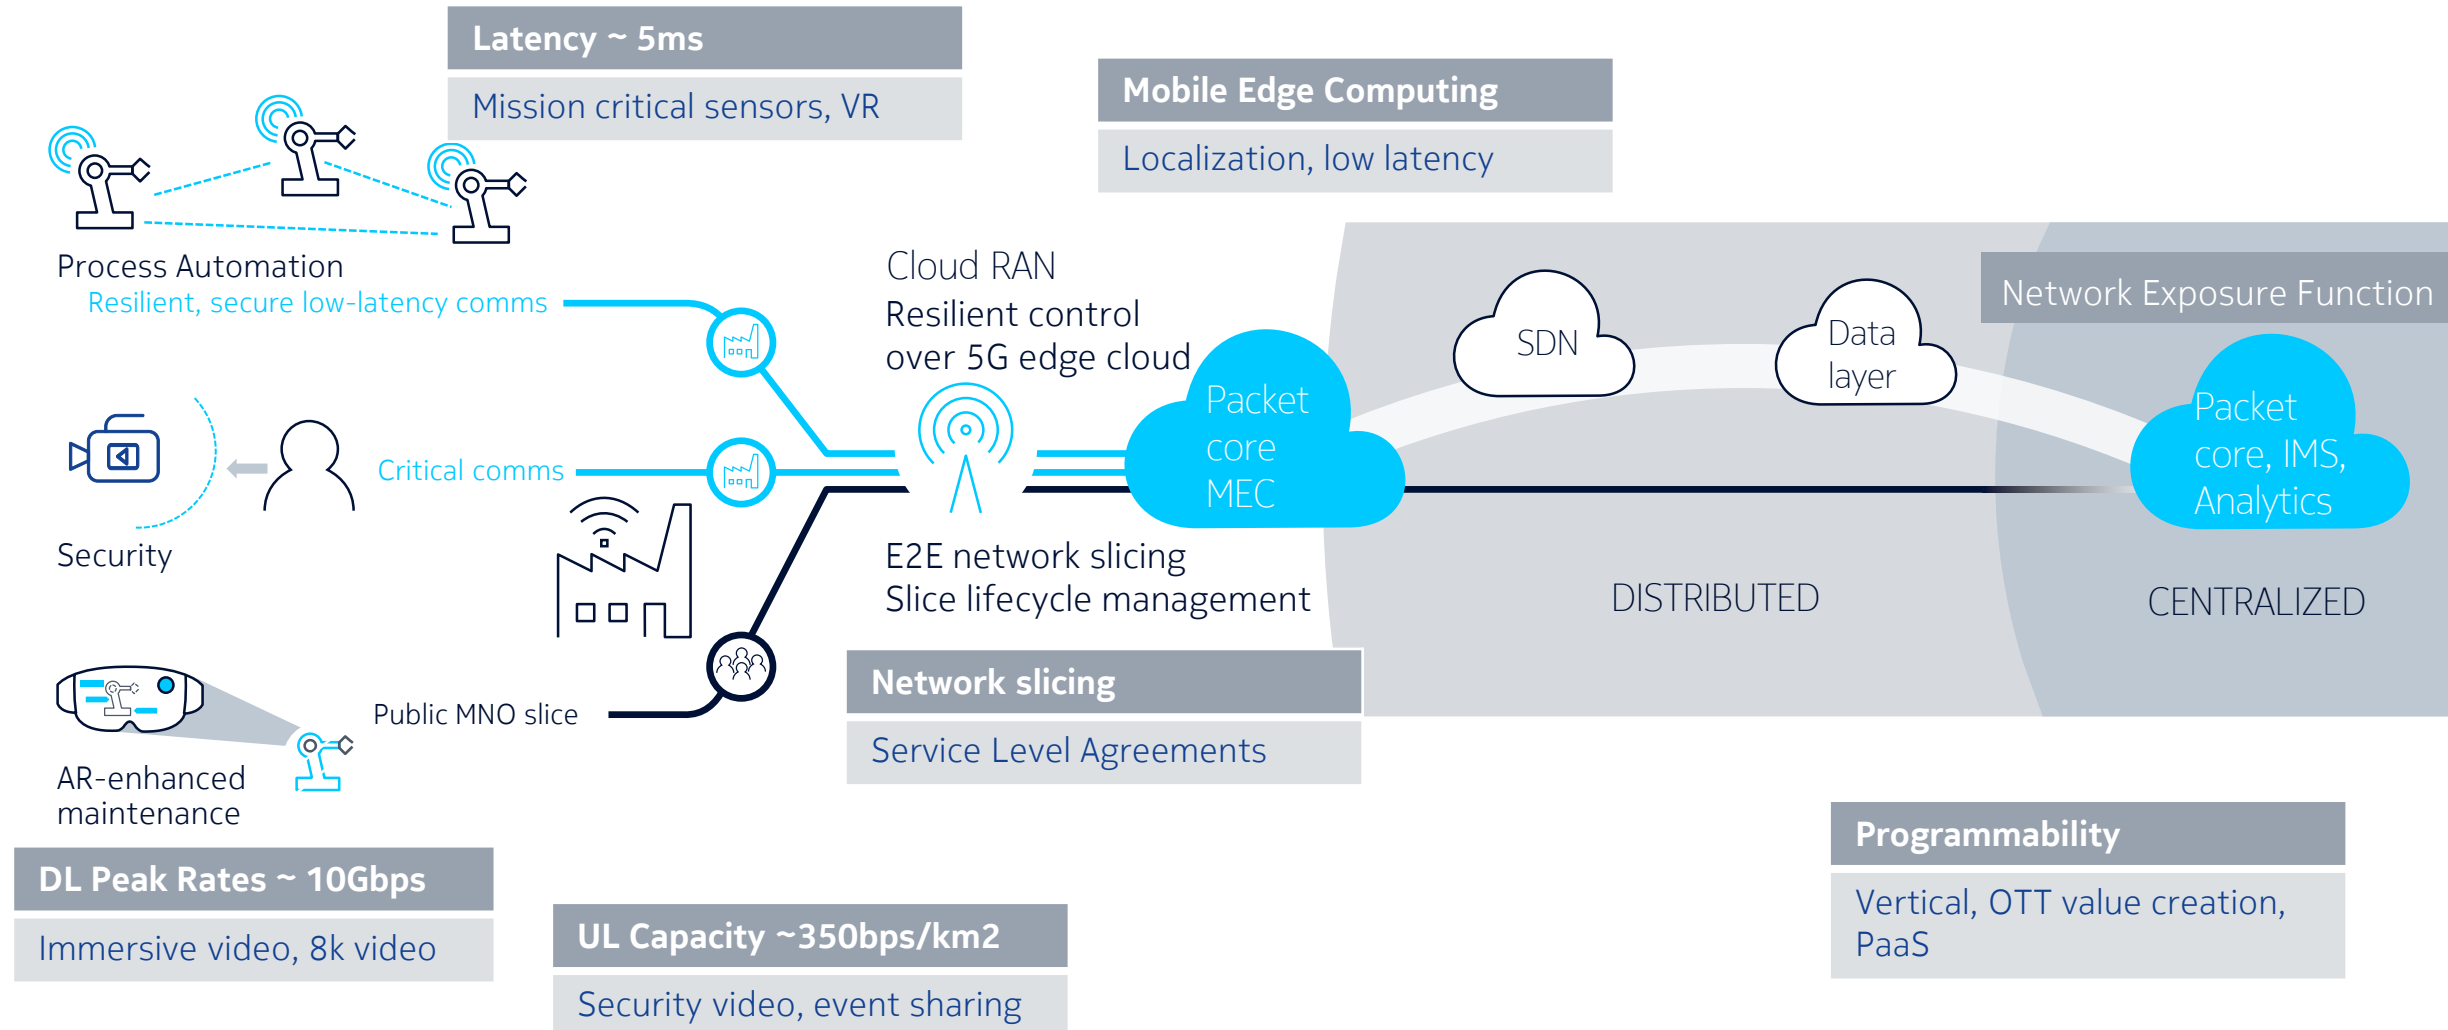 Latency ~ 5ms
Mission critical sensors, VR
Mobile Edge Computing
Localization, low latency
Process Automation
Resilient, secure low-latency comms
Cloud RAN
Resilient control
over 5G edge cloud
Network Exposure Function
SDN
Data
layer
Packet
core
MEC
Packet
core, IMS,
Analytics
Critical comms
Security
E2E network slicing
Slice lifecycle management
DISTRIBUTED
CENTRALIZED
Network slicing
Service Level Agreements
Public MNO slice
AR-enhanced
maintenance
DL Peak Rates ~ 10Gbps
Immersive video, 8k video
UL Capacity ~350bps/km2
Security video, event sharing
Programmability
Vertical, OTT value creation,
PaaS